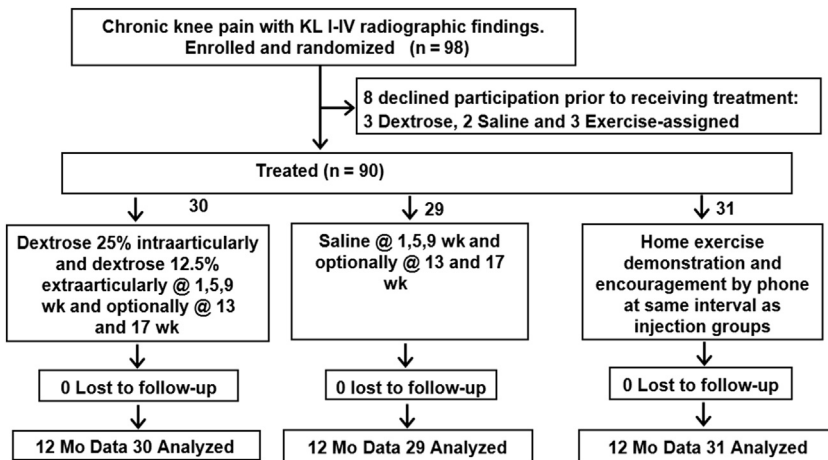 Chronic knee pain with KL I-IV radiographic findings.
Enrolled and randomized (n = 98)
8 declined participation prior to receiving treatment:
3 Dextrose, 2 Saline and 3 Exercise-assigned
Treated (n = 90)
30
29
31
Dextrose 25% intraarticularly
and dextrose 12.5%
extraarticularly @ 1,5,9
wk and optionally @ 13
and 17 wk
Saline @ 1,5,9 wk and
optionally @ 13 and 17
wk
Home exercise
demonstration and
encouragement by phone
at same interval as
injection groups
0 Lost to follow-up
0 lost to follow-up
0 Lost to follow-up
12 Mo Data 30 Analyzed
12 Mo Data 29 Analyzed
12 Mo Data 31 Analyzed